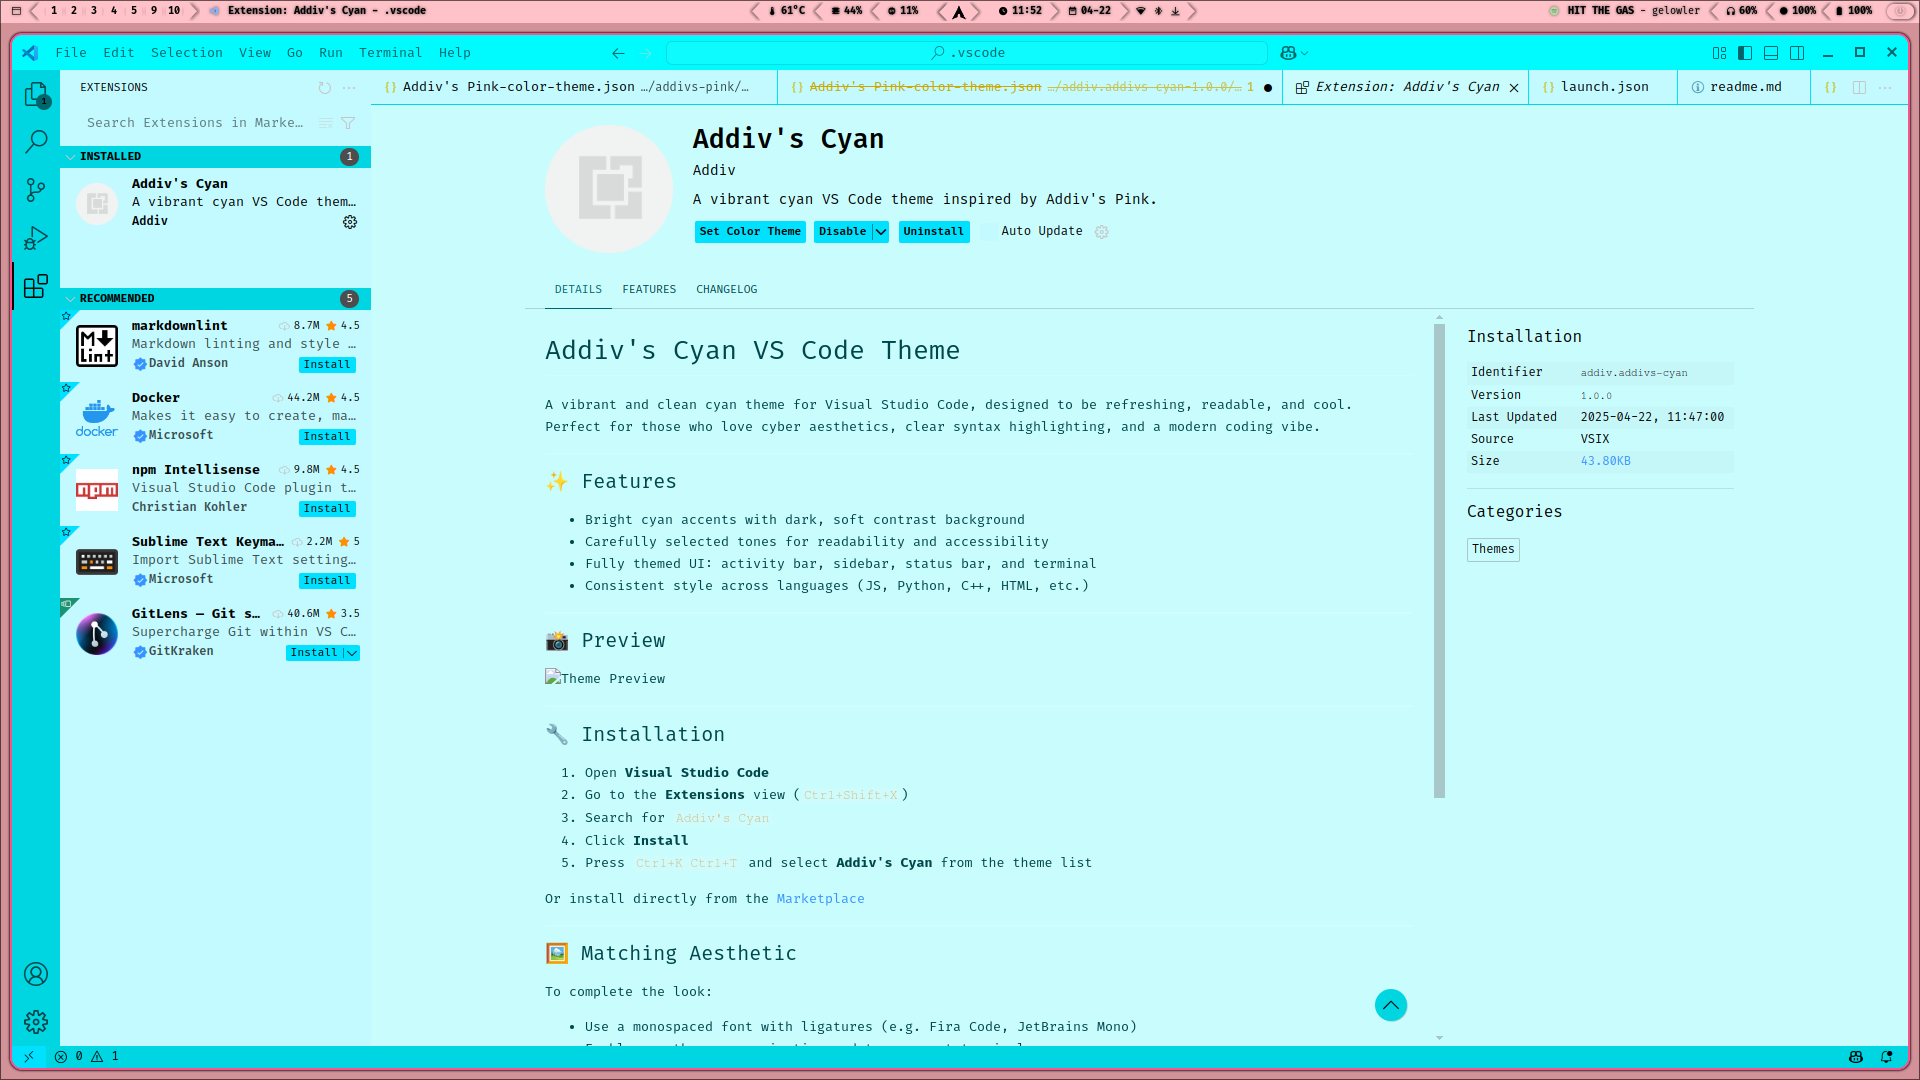 1 2 3 4 5 9 10 Extension: Addiv's Cyan - .vscode 61°C 44% 11% 11:52 04-22 HIT THE GAS - gelowler 60% 100% 100%
File Edit Selection View Go Run Terminal Help .vscode
EXTENSIONS
{} Addiv's Pink-color-theme.json …/addivs-pink/… {} Addiv's Pink-color-theme.json …/addiv.addivs-cyan-1.0.0/… 1 Extension: Addiv's Cyan {} launch.json readme.md {}
Search Extensions in Marke…
INSTALLED 1
Addiv's Cyan
A vibrant cyan VS Code them…
Addiv
RECOMMENDED 5
markdownlint 8.7M 4.5
Markdown linting and style …
David Anson Install
Docker 44.2M 4.5
Makes it easy to create, ma…
Microsoft Install
npm Intellisense 9.8M 4.5
Visual Studio Code plugin t…
Christian Kohler Install
Sublime Text Keyma… 2.2M 5
Import Sublime Text setting…
Microsoft Install
GitLens — Git s… 40.6M 3.5
Supercharge Git within VS C…
GitKraken Install
M
Lint
docker
npm
Addiv's Cyan
Addiv
A vibrant cyan VS Code theme inspired by Addiv's Pink.
Set Color Theme Disable Uninstall Auto Update
DETAILS FEATURES CHANGELOG
Addiv's Cyan VS Code Theme
A vibrant and clean cyan theme for Visual Studio Code, designed to be refreshing, readable, and cool.
Perfect for those who love cyber aesthetics, clear syntax highlighting, and a modern coding vibe.
✨ Features
• Bright cyan accents with dark, soft contrast background
• Carefully selected tones for readability and accessibility
• Fully themed UI: activity bar, sidebar, status bar, and terminal
• Consistent style across languages (JS, Python, C++, HTML, etc.)
📸 Preview
Theme Preview
🔧 Installation
1. Open Visual Studio Code
2. Go to the Extensions view (Ctrl+Shift+X)
3. Search for Addiv's Cyan
4. Click Install
5. Press Ctrl+K Ctrl+T and select Addiv's Cyan from the theme list
Or install directly from the Marketplace
🖼️ Matching Aesthetic
To complete the look:
• Use a monospaced font with ligatures (e.g. Fira Code, JetBrains Mono)
Installation
Identifier addiv.addivs-cyan
Version 1.0.0
Last Updated 2025-04-22, 11:47:00
Source VSIX
Size 43.80KB
Categories
Themes
1
0 1